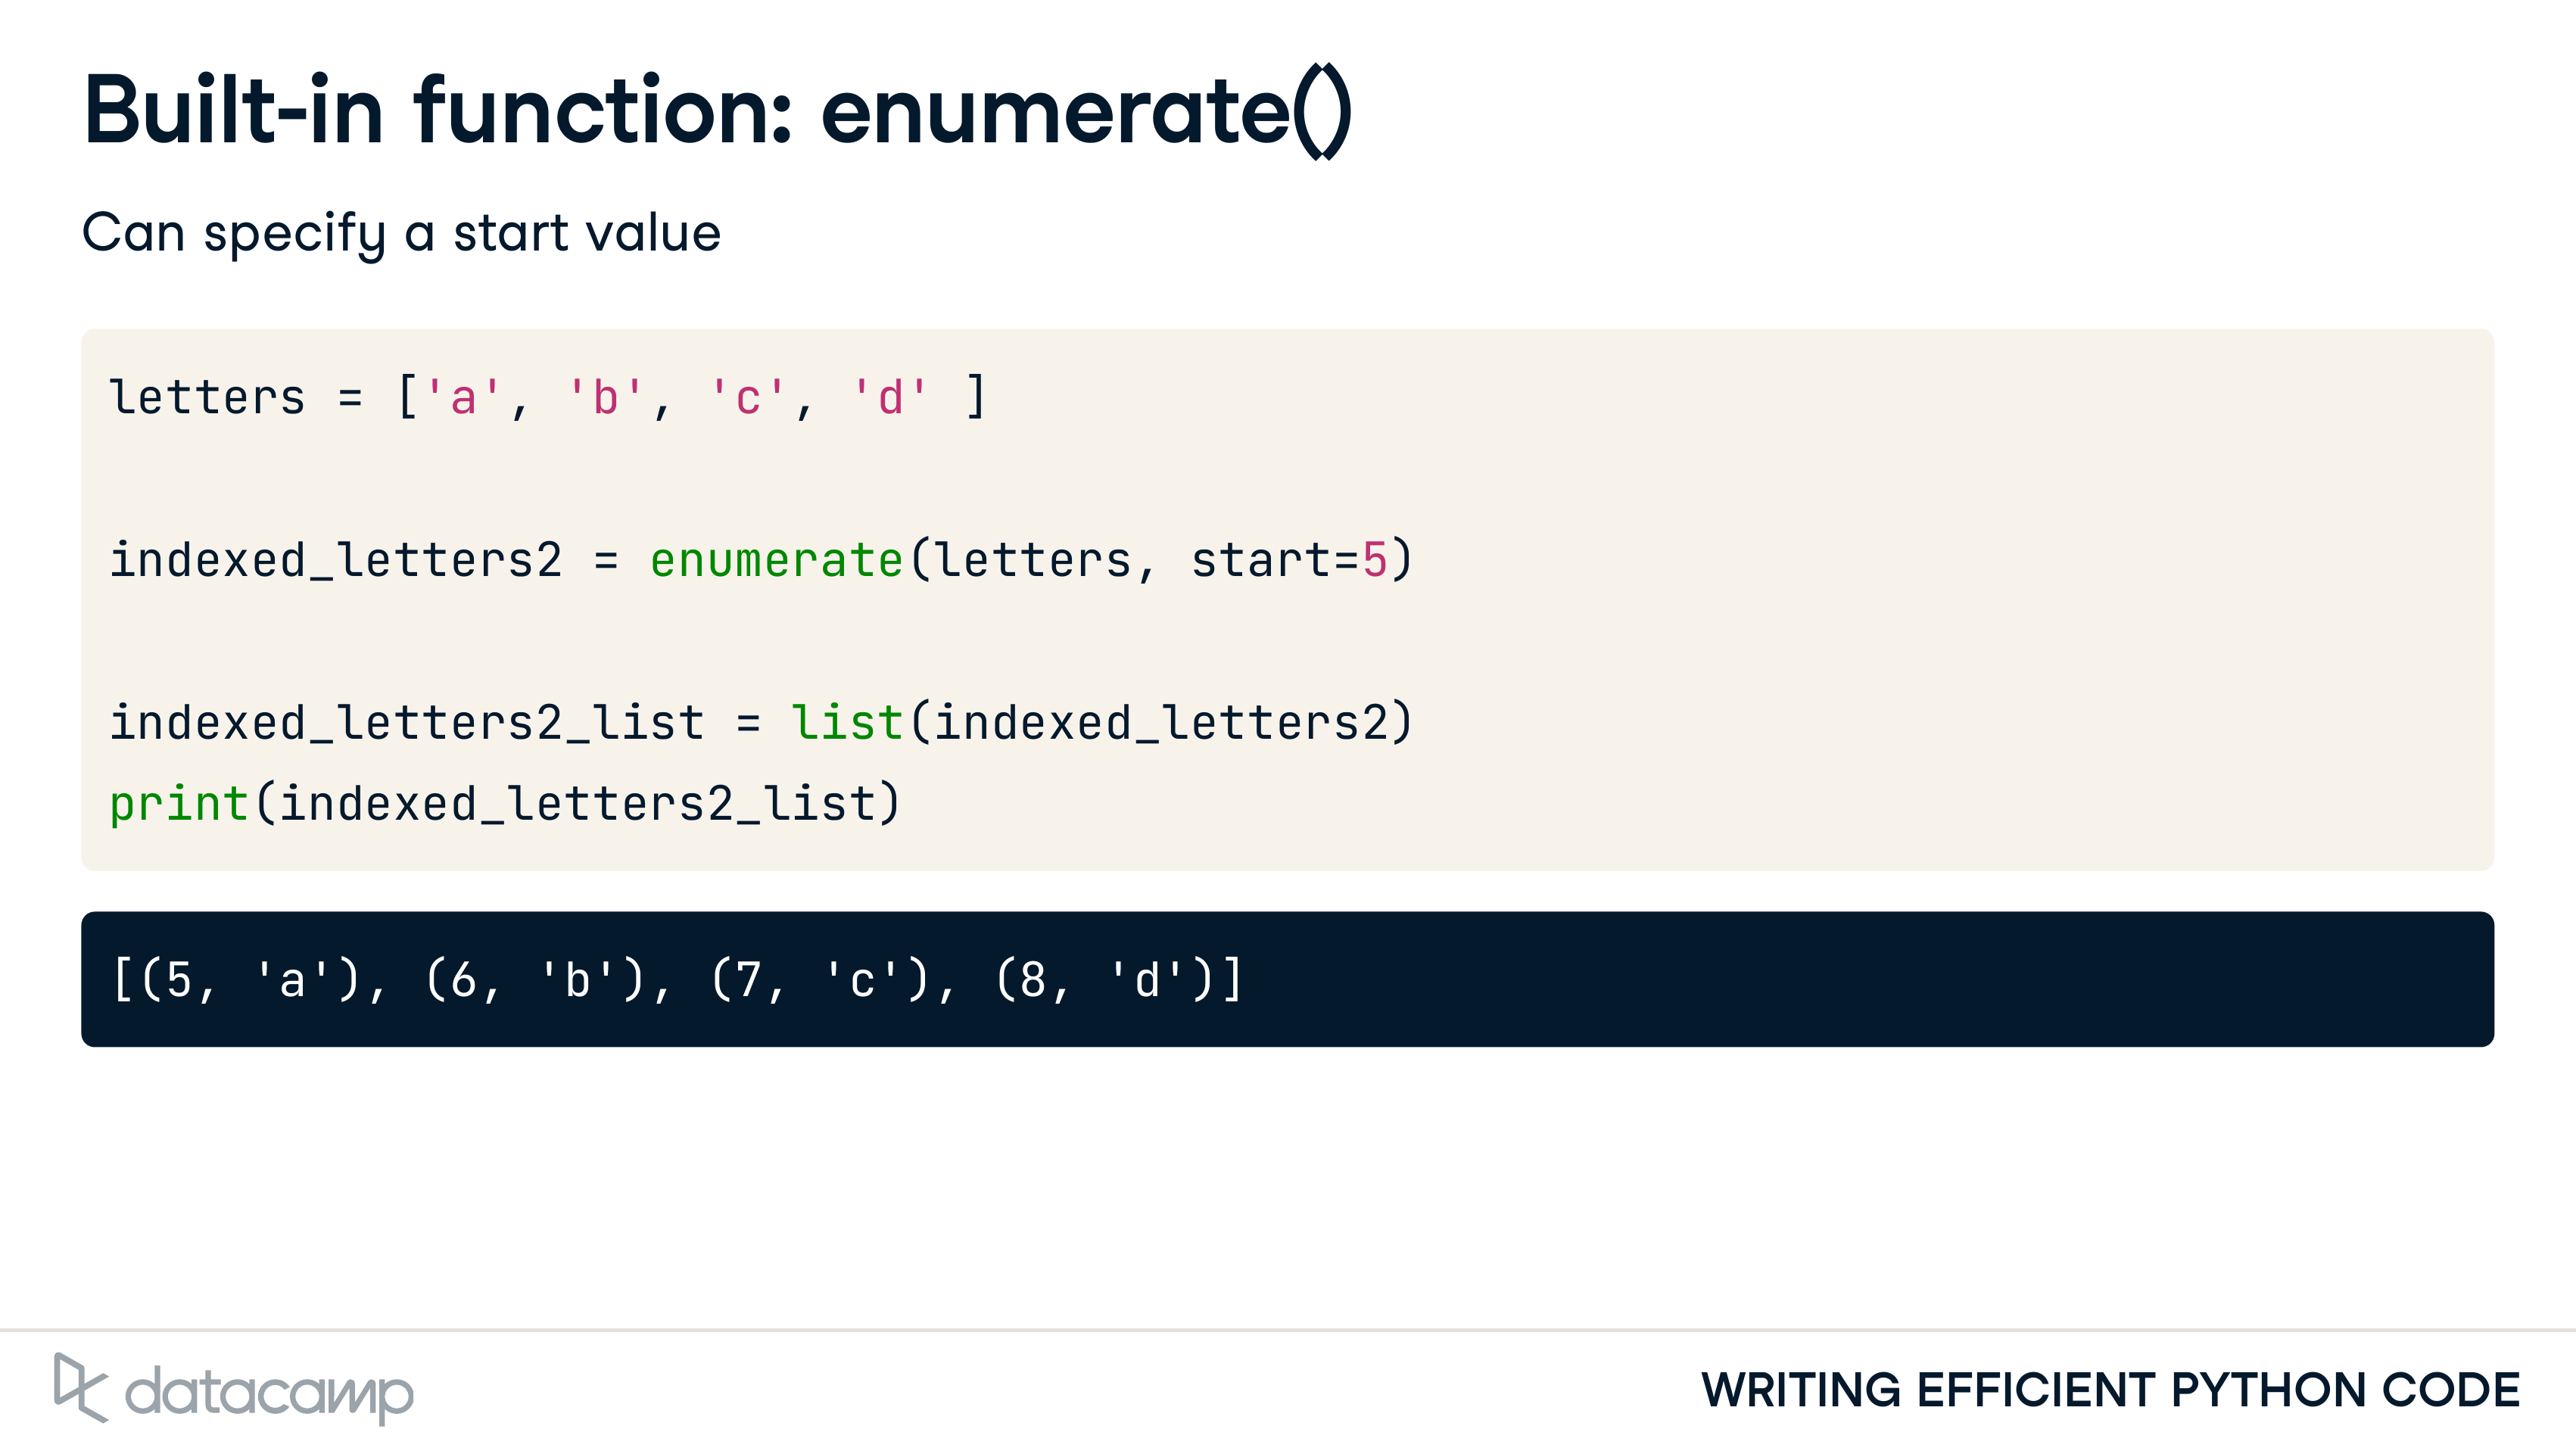 Built-in function: enumerate()
Can specify a start value
letters = ['a', 'b', 'c', 'd' ]
indexed_letters2 = enumerate(letters, start=5)
indexed_letters2_list = list(indexed_letters2)
print(indexed_letters2_list)
[(5, 'a'), (6, 'b'), (7, 'c'), (8, 'd')]
datacamp
WRITING EFFICIENT PYTHON CODE